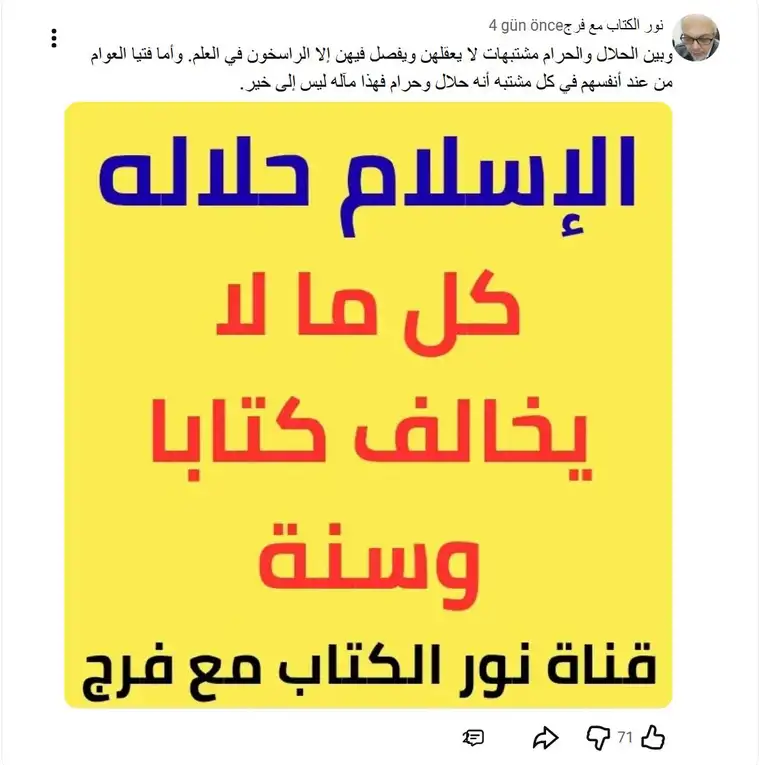 نور الكتاب مع فرج4 gün önce
وبين الحلال والحرام مشتبهات لا يعقلهن ويفصل فيهن إلا الراسخون في العلم. وأما فتيا العوام
من عند أنفسهم في كل مشتبه أنه حلال وحرام فهذا مآله ليس إلى خير.
الإسلام حلاله
كل ما لا
يخالف كتابا
وسنة
قناة نور الكتاب مع فرج
71